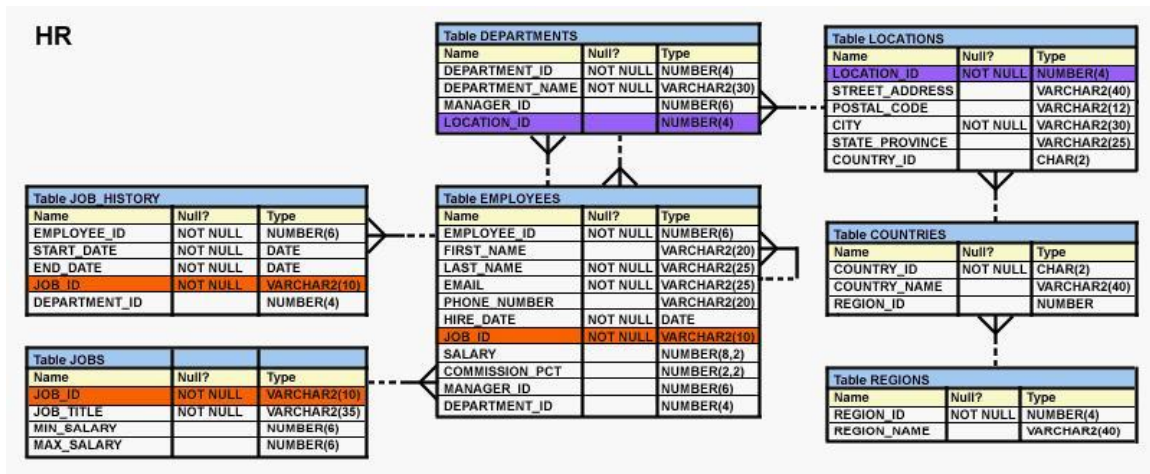 HR
Table DEPARTMENTS
Name Null? Type
DEPARTMENT_ID NOT NULL NUMBER(4)
DEPARTMENT_NAME NOT NULL VARCHAR2(30)
MANAGER_ID NUMBER(6)
LOCATION_ID NUMBER(4)
Table LOCATIONS
Name Null? Type
LOCATION_ID NOT NULL NUMBER(4)
STREET_ADDRESS VARCHAR2(40)
POSTAL_CODE VARCHAR2(12)
CITY NOT NULL VARCHAR2(30)
STATE_PROVINCE VARCHAR2(25)
COUNTRY_ID CHAR(2)
Table JOB_HISTORY
Name Null? Type
EMPLOYEE_ID NOT NULL NUMBER(6)
START_DATE NOT NULL DATE
END_DATE NOT NULL DATE
JOB_ID NOT NULL VARCHAR2(10)
DEPARTMENT_ID NUMBER(4)
Table EMPLOYEES
Name Null? Type
EMPLOYEE_ID NOT NULL NUMBER(6)
FIRST_NAME VARCHAR2(20)
LAST_NAME NOT NULL VARCHAR2(25)
EMAIL NOT NULL VARCHAR2(25)
PHONE_NUMBER VARCHAR2(20)
HIRE_DATE NOT NULL DATE
JOB_ID NOT NULL VARCHAR2(10)
SALARY NUMBER(8,2)
COMMISSION_PCT NUMBER(2,2)
MANAGER_ID NUMBER(6)
DEPARTMENT_ID NUMBER(4)
Table COUNTRIES
Name Null? Type
COUNTRY_ID NOT NULL CHAR(2)
COUNTRY_NAME VARCHAR2(40)
REGION_ID NUMBER
Table JOBS
Name Null? Type
JOB_ID NOT NULL VARCHAR2(10)
JOB_TITLE NOT NULL VARCHAR2(35)
MIN_SALARY NUMBER(6)
MAX_SALARY NUMBER(6)
Table REGIONS
Name Null? Type
REGION_ID NOT NULL NUMBER(4)
REGION_NAME VARCHAR2(40)